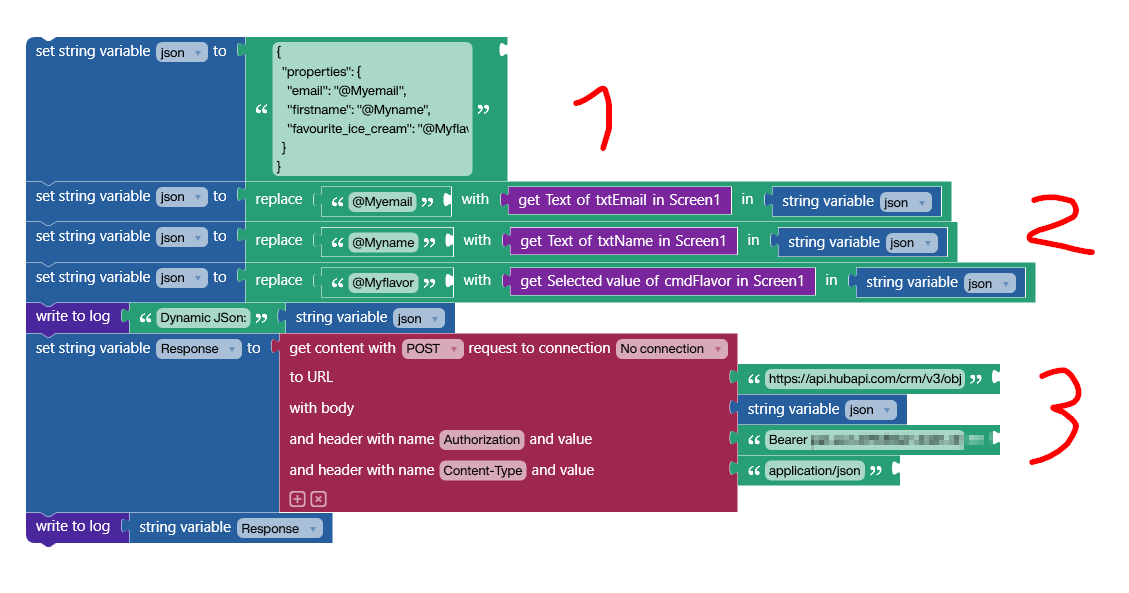 set string variable json to “ {
"properties": {
"email": "@Myemail",
"firstname": "@Myname",
"favourite_ice_cream": "@Myflav
}
} ”
1
set string variable json to replace “ @Myemail ” with get Text of txtEmail in Screen1 in string variable json
set string variable json to replace “ @Myname ” with get Text of txtName in Screen1 in string variable json
set string variable json to replace “ @Myflavor ” with get Selected value of cmdFlavor in Screen1 in string variable json
2
write to log “ Dynamic JSon: ” string variable json
set string variable Response to get content with POST request to connection No connection
to URL “ https://api.hubapi.com/crm/v3/obj ”
with body string variable json
and header with name Authorization and value “ Bearer
and header with name Content-Type and value “ application/json ”
3
write to log string variable Response